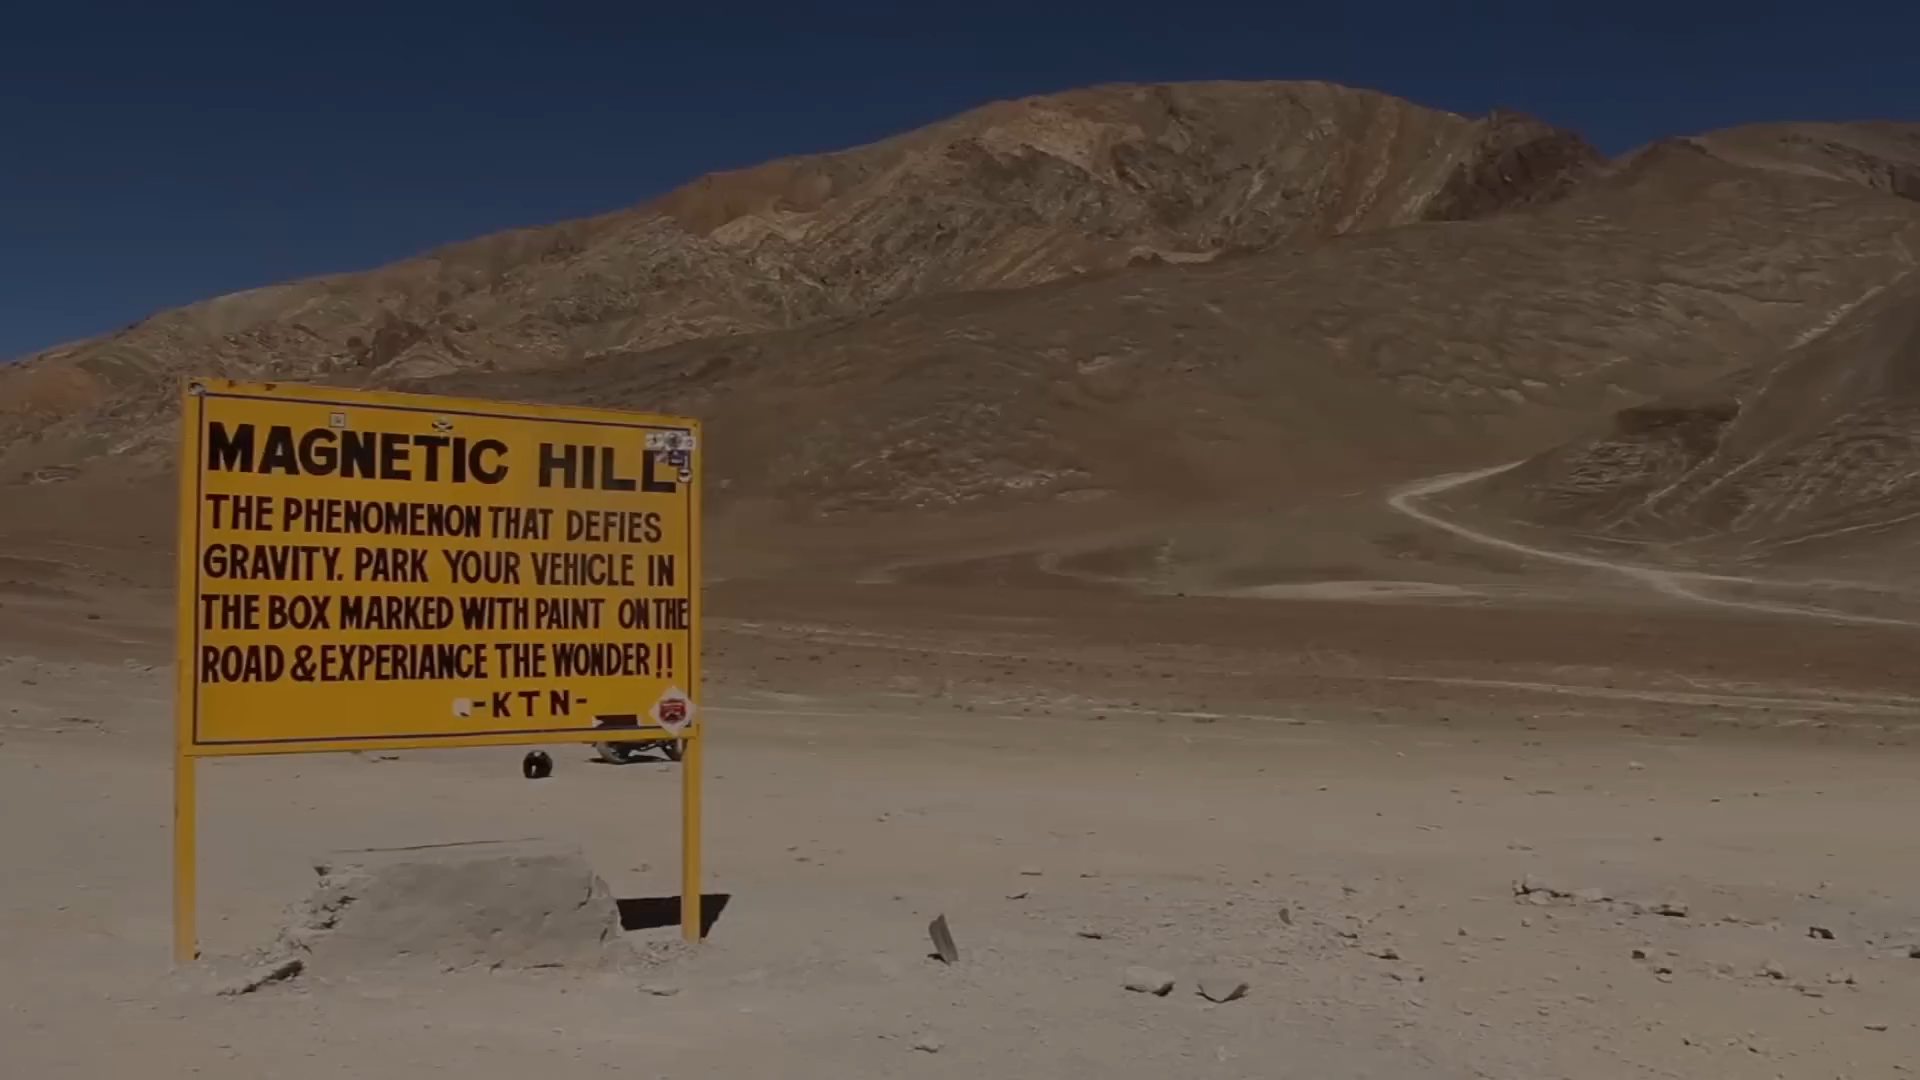 MAGNETIC HILL
THE PHENOMENON THAT DEFIES
GRAVITY. PARK YOUR VEHICLE IN
THE BOX MARKED WITH PAINT ON THE
ROAD & EXPERIANCE THE WONDER !!
-KTN-